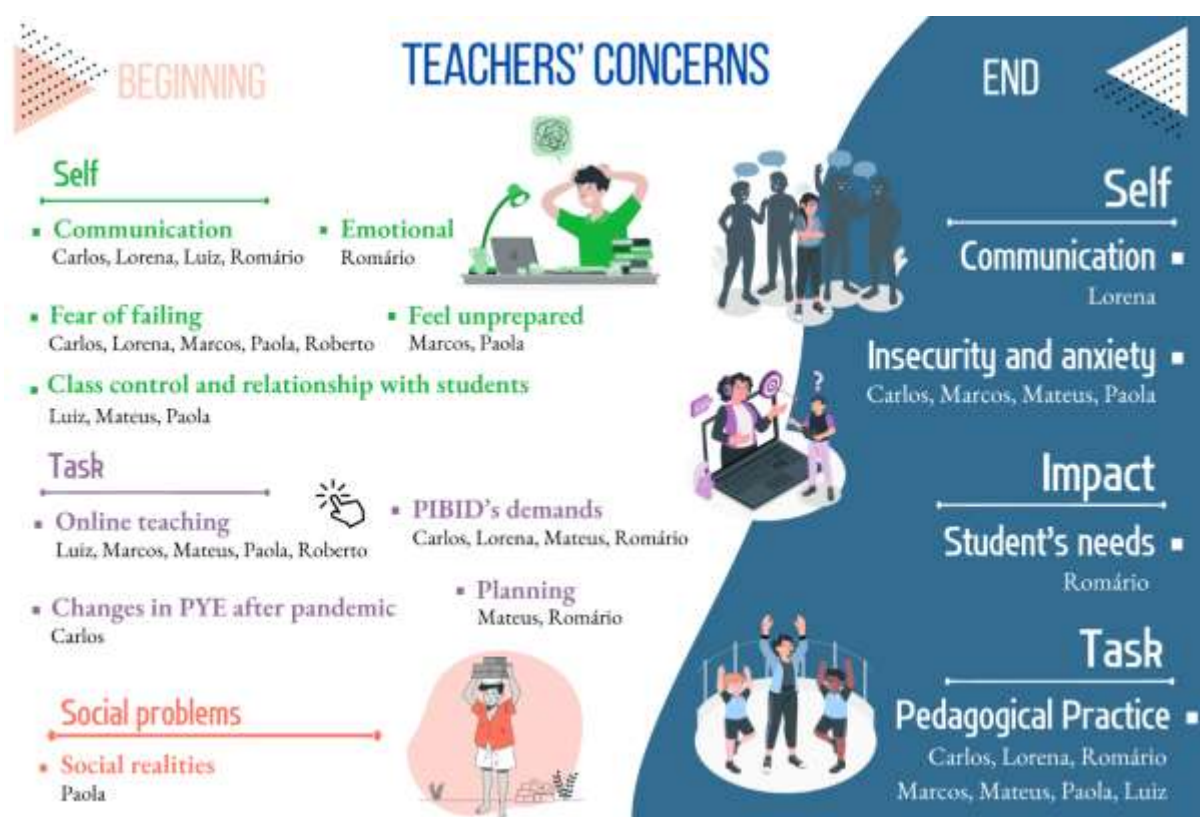 TEACHERS' CONCERNS
BEGINNING
Self
Communication
Carlos, Lorena, Luiz, Romário
Emotional
Romário
Fear of failing
Carlos, Lorena, Marcos, Paola, Roberto
Feel unprepared
Marcos, Paola
Class control and relationship with students
Luiz, Mateus, Paola
Task
Online teaching
Luiz, Marcos, Mateus, Paola, Roberto
PIBID's demands
Carlos, Lorena, Mateus, Romário
Changes in PYE after pandemic
Carlos
Planning
Mateus, Romário
Social problems
Social realities
Paola
END
Self
Communication
Lorena
Insecurity and anxiety
Carlos, Marcos, Mateus, Paola
?
Impact
Student's needs
Romário
Task
Pedagogical Practice
Carlos, Lorena, Romário
Marcos, Mateus, Paola, Luiz